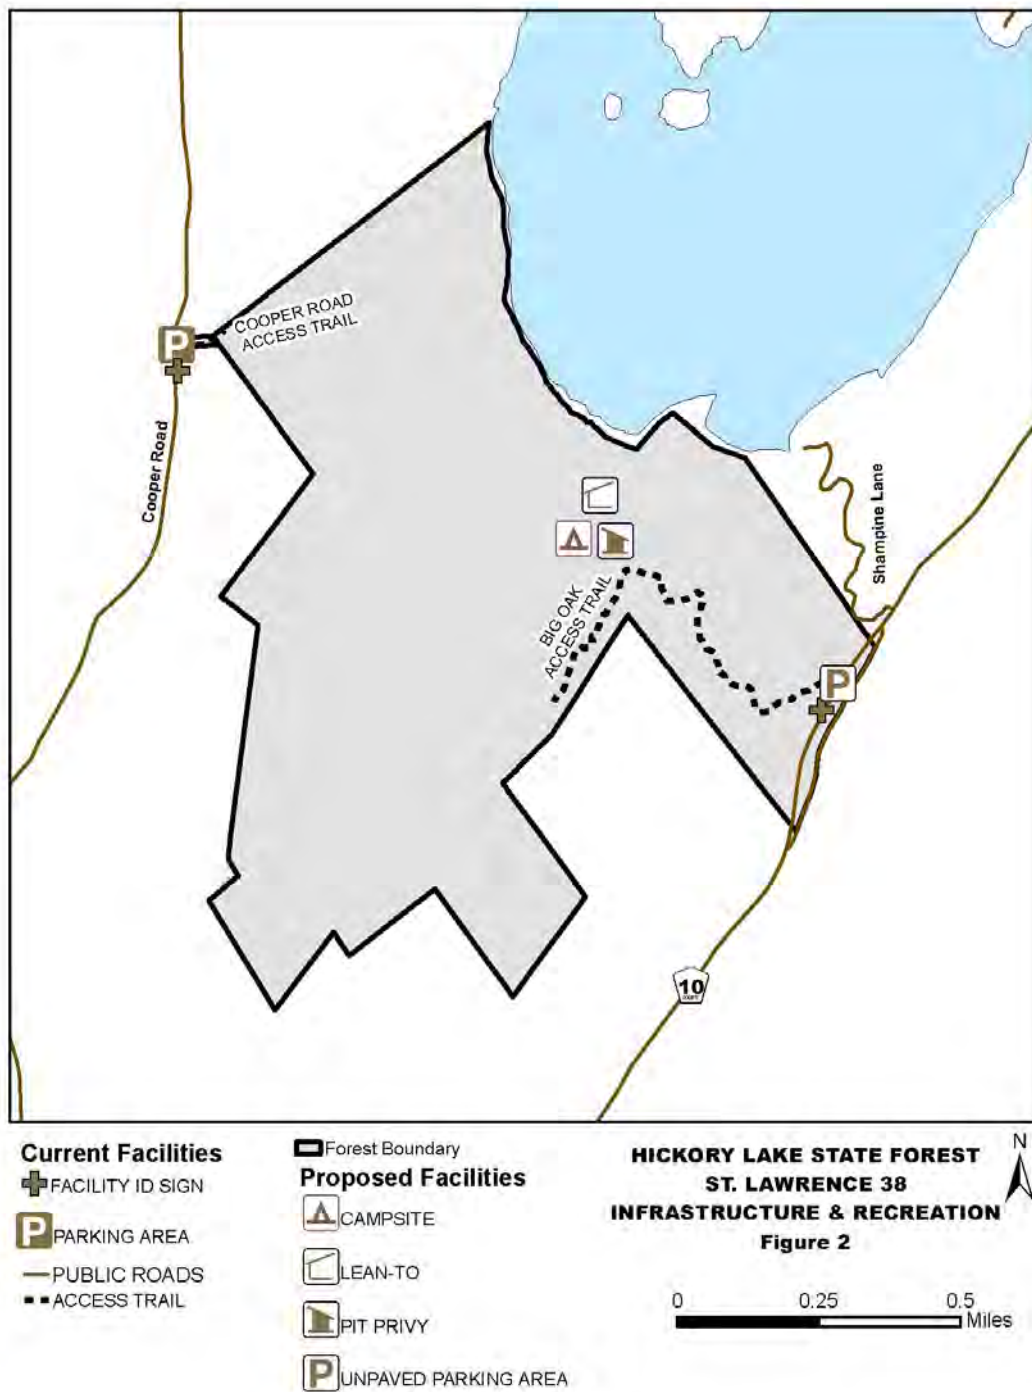 COOPER ROAD
ACCESS TRAIL
P
Cooper Road
Shampine Lane
BIG OAK
ACCESS TRAIL
P
10
Current Facilities
FACILITY ID SIGN
P PARKING AREA
PUBLIC ROADS
ACCESS TRAIL
Forest Boundary
Proposed Facilities
CAMPSITE
LEAN-TO
PIT PRIVY
P UNPAVED PARKING AREA
HICKORY LAKE STATE FOREST
ST. LAWRENCE 38
INFRASTRUCTURE & RECREATION
Figure 2
N
0 0.25 0.5
Miles